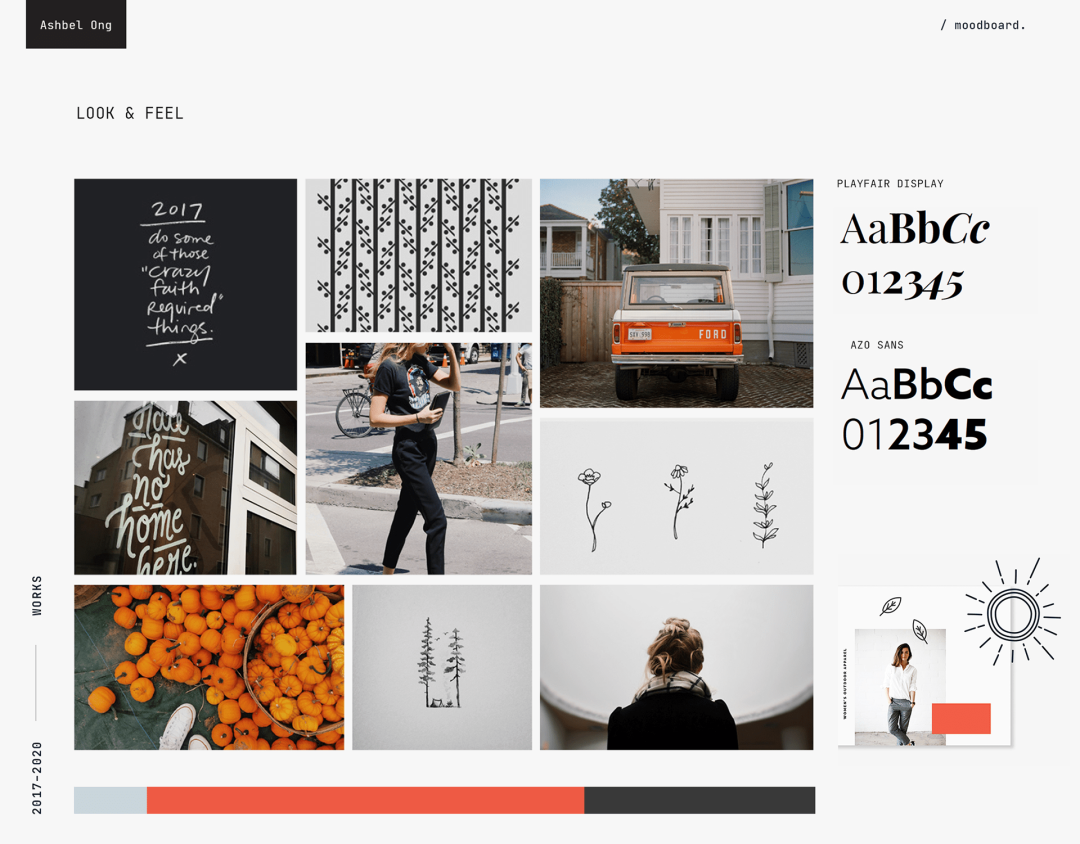 Ashbel Ong
/ moodboard.
LOOK & FEEL
2017
do some
of those
"Crazy
faith
Required"
things.
x
PLAYFAIR DISPLAY
AaBbCc
012345
FORD
AZO SANS
AaBbCc
012345
Hate
has
no
home
here.
WOMEN'S OUTDOOR APPAREL
WORKS
2017-2020